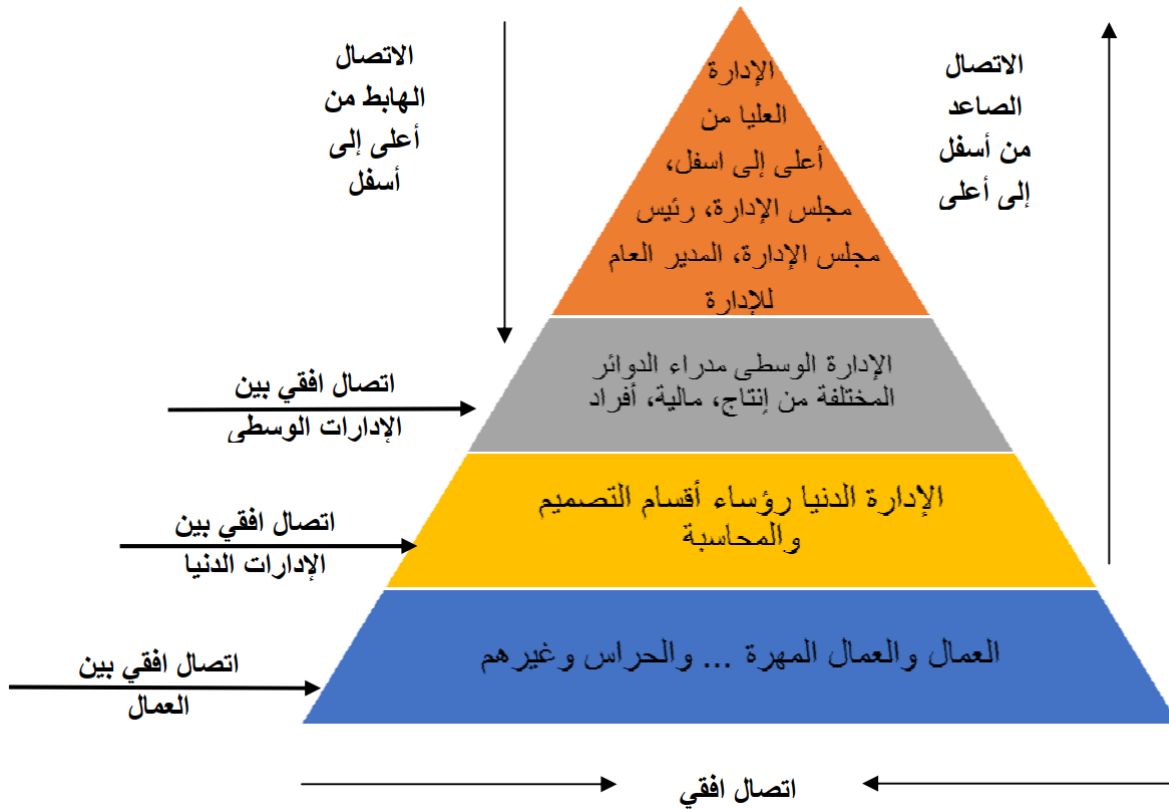 الاتصال
الصاعد
من أسفل
إلى أعلى
الإدارة
العليا من
أعلى إلى اسفل،
مجلس الإدارة، رئيس
مجلس الإدارة، المدير العام
للإدارة
الاتصال
الهابط من
أعلى إلى
أسفل
الإدارة الوسطى مدراء الدوائر
المختلفة من إنتاج، مالية، أفراد
اتصال افقي بين
الإدارات الوسطى
الإدارة الدنيا رؤساء أقسام التصميم
والمحاسبة
اتصال افقي بين
الإدارات الدنيا
العمال والعمال المهرة ... والحراس وغيرهم
اتصال افقي بين
العمال
اتصال افقي